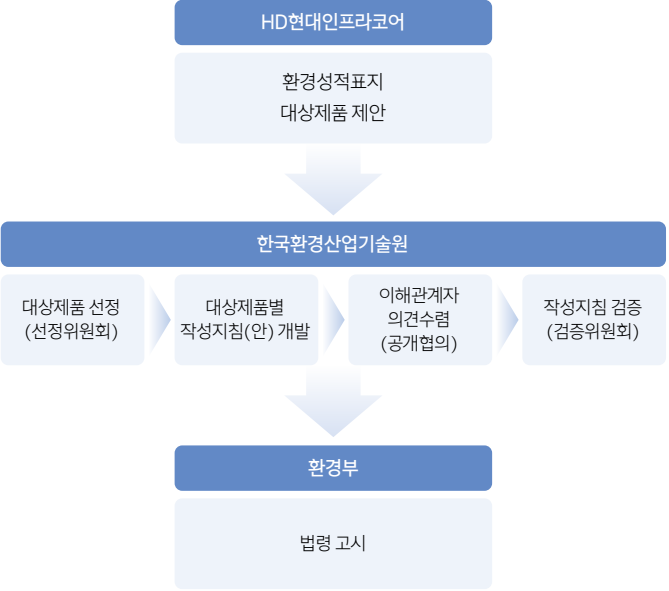 HD현대인프라코어
환경성적표지
대상제품 제안
한국환경산업기술원
대상제품 선정
(선정위원회)
대상제품별
작성지침(안) 개발
이해관계자
의견수렴
(공개협의)
작성지침 검증
(검증위원회)
환경부
법령 고시